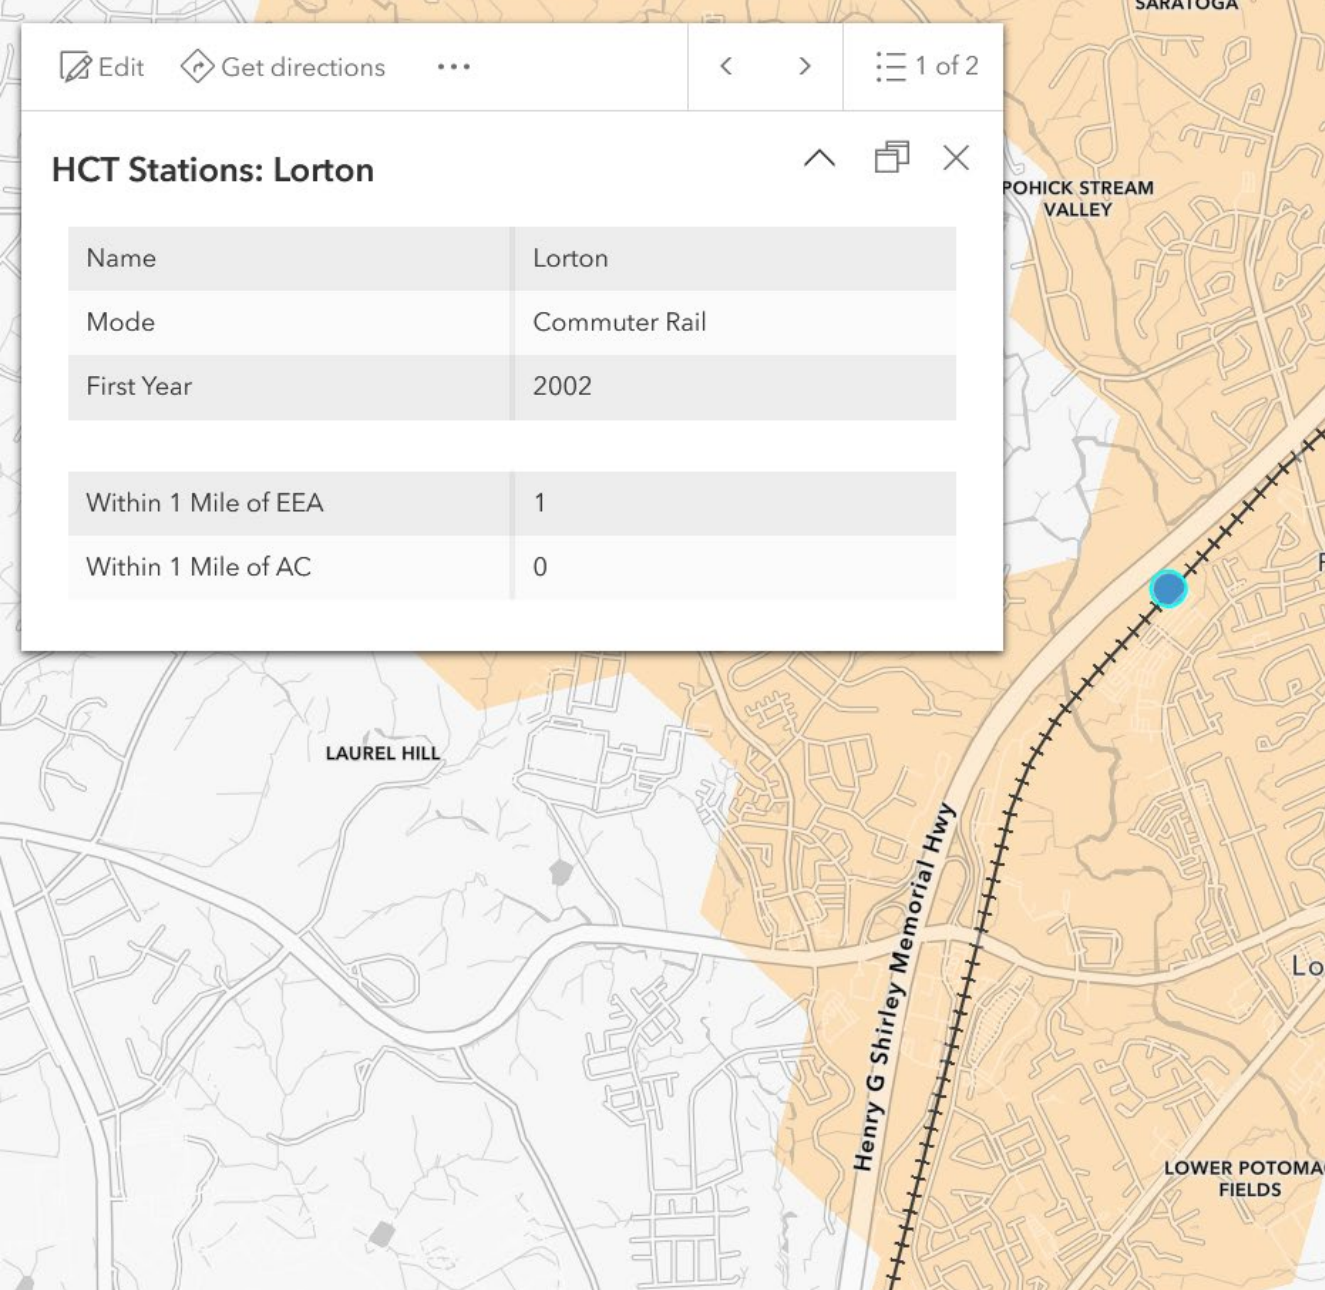 SARATOGA
Edit Get directions ••• 1 of 2
HCT Stations: Lorton
Name Lorton
Mode Commuter Rail
First Year 2002
Within 1 Mile of EEA 1
Within 1 Mile of AC 0
POHICK STREAM
VALLEY
LAUREL HILL
Henry G Shirley Memorial Hwy
Lo
LOWER POTOMA
FIELDS